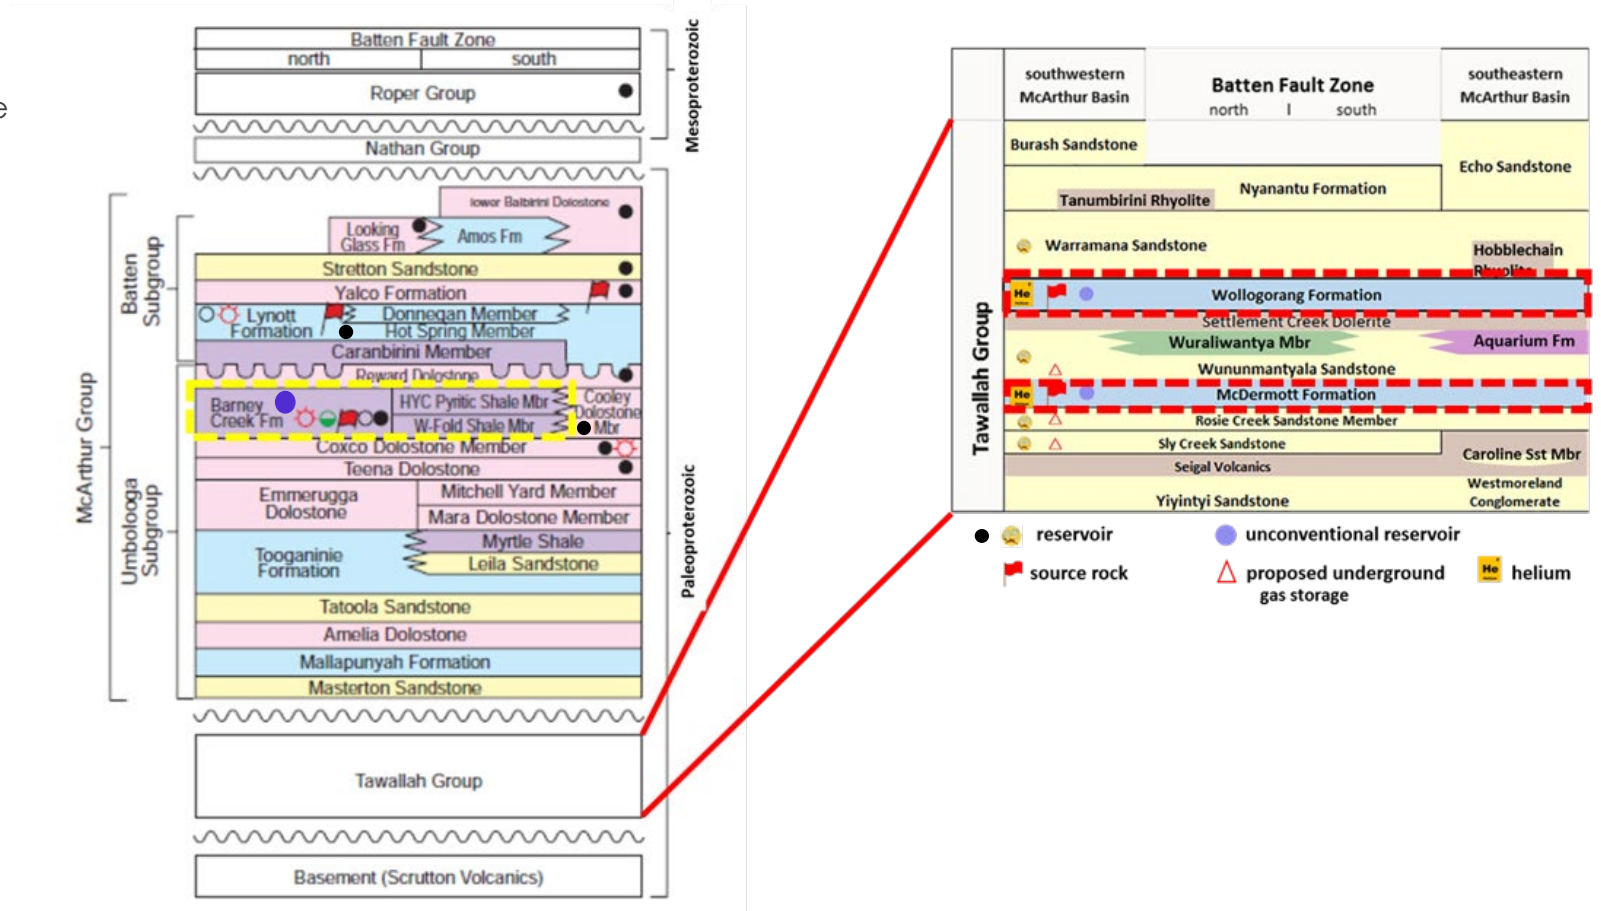 e
Batten Fault Zone
north
south
Roper Group
Nathan Group
lower Balbirini Dolostone
Looking
Glass Fm
Amos Fm
Stretton Sandstone
Yalco Formation
Lynott
Formation
Donnegan Member
Hot Spring Member
Caranbirini Member
Reward Dolostone
Barney
Creek Fm
HYC Pyritic Shale Mbr
W-Fold Shale Mbr
Cooley
Dolostone
Mbr
Coxco Dolostone Member
Teena Dolostone
Emmerugga
Dolostone
Mitchell Yard Member
Mara Dolostone Member
Tooganinie
Formation
Myrtle Shale
Leila Sandstone
Tatoola Sandstone
Amelia Dolostone
Mallapunyah Formation
Masterton Sandstone
Tawallah Group
Basement (Scrutton Volcanics)
McArthur Group
Batten
Subgroup
Umbolooga
Subgroup
Mesoproterozoic
Paleoproterozoic
southwestern
McArthur Basin
Batten Fault Zone
north I south
southeastern
McArthur Basin
Tawallah Group
Burash Sandstone
Echo Sandstone
Nyanantu Formation
Tanumbirini Rhyolite
Warramana Sandstone
Hobblechain
Rhyolite
He
Wollogorang Formation
Settlement Creek Dolerite
Wuraliwantya Mbr
Aquarium Fm
Wununmantyala Sandstone
He
McDermott Formation
Rosie Creek Sandstone Member
Sly Creek Sandstone
Caroline Sst Mbr
Seigal Volcanics
Westmoreland
Conglomerate
Yiyintyi Sandstone
reservoir
unconventional reservoir
source rock
proposed underground
gas storage
He
Helium
helium